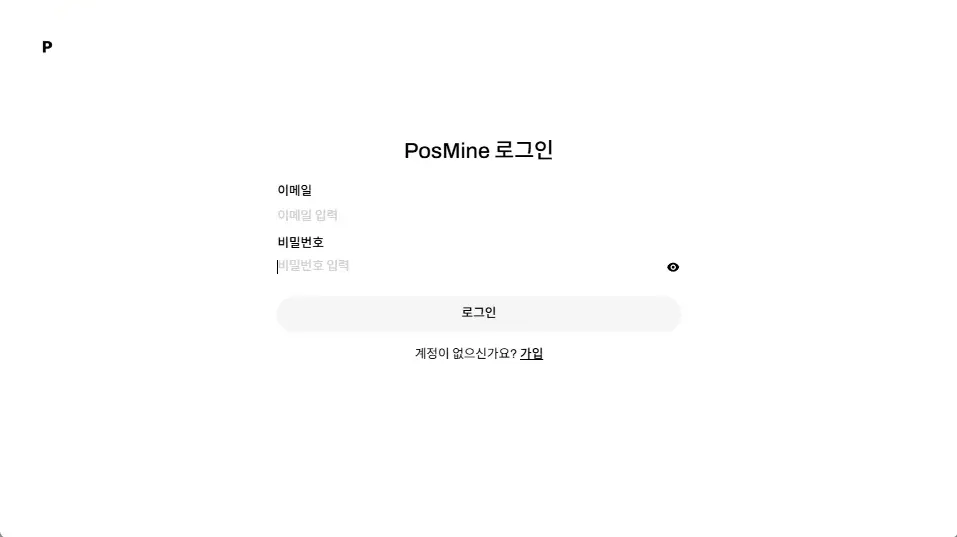 P
PosMine 로그인
이메일
이메일 입력
비밀번호
비밀번호 입력
로그인
계정이 없으신가요? 가입